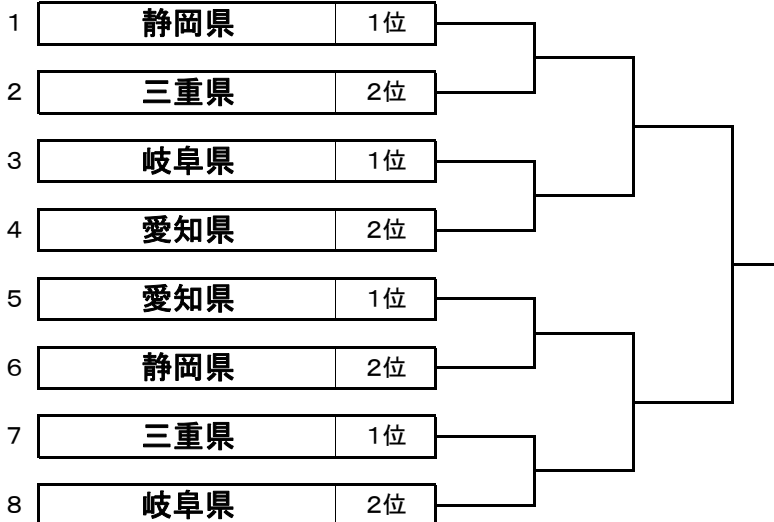 1 静岡県 1位
2 三重県 2位
3 岐阜県 1位
4 愛知県 2位
5 愛知県 1位
6 静岡県 2位
7 三重県 1位
8 岐阜県 2位